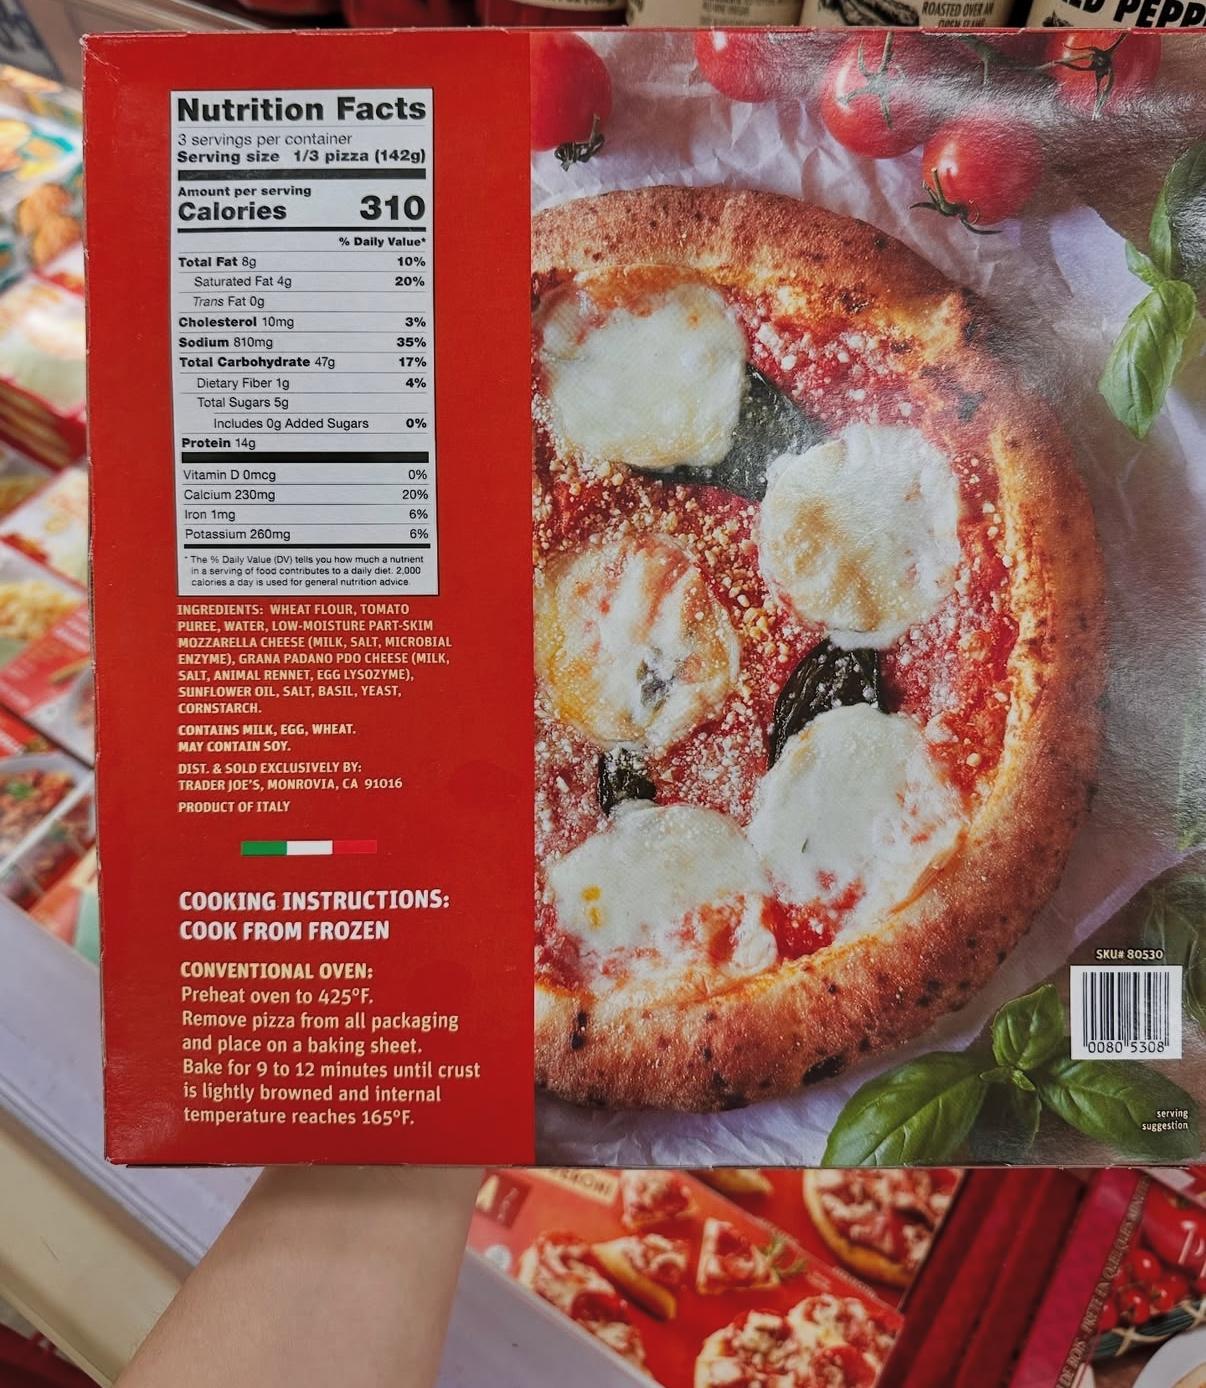 ROASTED OVER AN
OPEN FLAME
PEPP
Nutrition Facts
3 servings per container
Serving size 1/3 pizza (142g)
Amount per serving
Calories 310
% Daily Value*
Total Fat 8g 10%
Saturated Fat 4g 20%
Trans Fat 0g
Cholesterol 10mg 3%
Sodium 810mg 35%
Total Carbohydrate 47g 17%
Dietary Fiber 1g 4%
Total Sugars 5g
Includes 0g Added Sugars 0%
Protein 14g
Vitamin D 0mcg 0%
Calcium 230mg 20%
Iron 1mg 6%
Potassium 260mg 6%
* The % Daily Value (DV) tells you how much a nutrient
in a serving of food contributes to a daily diet. 2,000
calories a day is used for general nutrition advice.
INGREDIENTS: WHEAT FLOUR, TOMATO
PUREE, WATER, LOW-MOISTURE PART-SKIM
MOZZARELLA CHEESE (MILK, SALT, MICROBIAL
ENZYME), GRANA PADANO PDO CHEESE (MILK,
SALT, ANIMAL RENNET, EGG LYSOZYME),
SUNFLOWER OIL, SALT, BASIL, YEAST,
CORNSTARCH.
CONTAINS MILK, EGG, WHEAT.
MAY CONTAIN SOY.
DIST. & SOLD EXCLUSIVELY BY:
TRADER JOE'S, MONROVIA, CA 91016
PRODUCT OF ITALY
COOKING INSTRUCTIONS:
COOK FROM FROZEN
CONVENTIONAL OVEN:
Preheat oven to 425°F.
Remove pizza from all packaging
and place on a baking sheet.
Bake for 9 to 12 minutes until crust
is lightly browned and internal
temperature reaches 165°F.
SKU# 80530
0080 5308
serving
suggestion